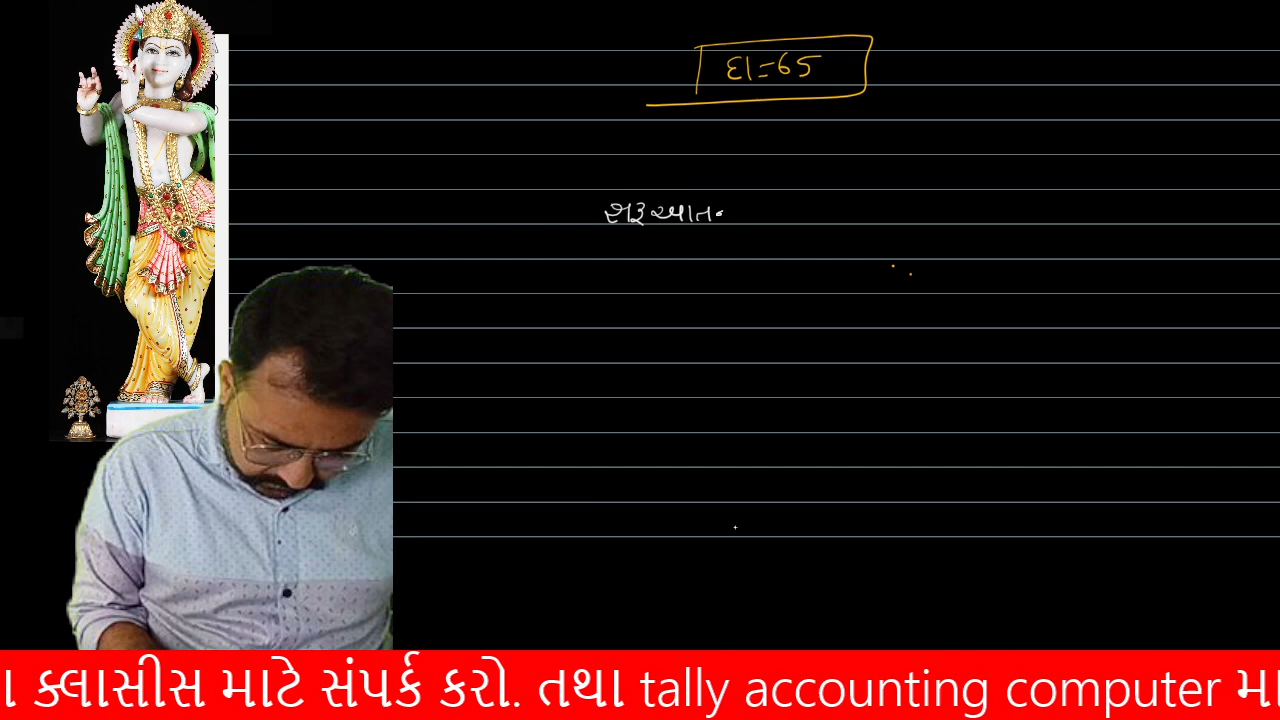 દા=65
શરૂઆત.
ા ક્લાસીસ માટે સંપર્ક કરો. તથા tally accounting computer મા